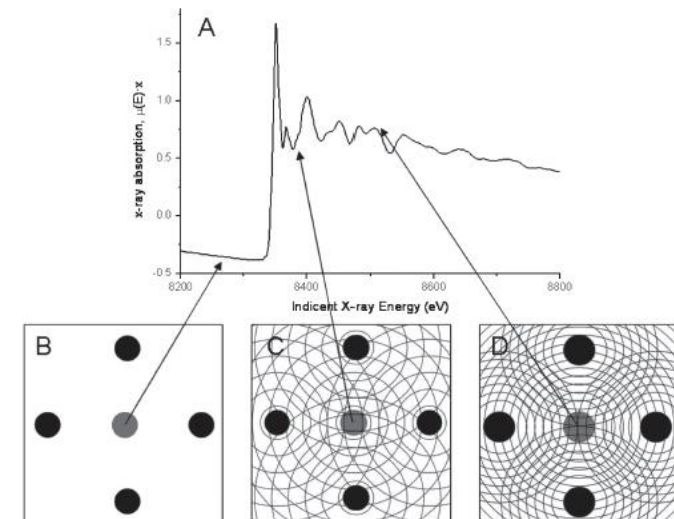 A
1.5
1.0
0.5
0.0
-0.5
x-ray absorption, μ(E)·x
8200
8400
8600
8800
Indicent X-ray Energy (eV)
B
C
D